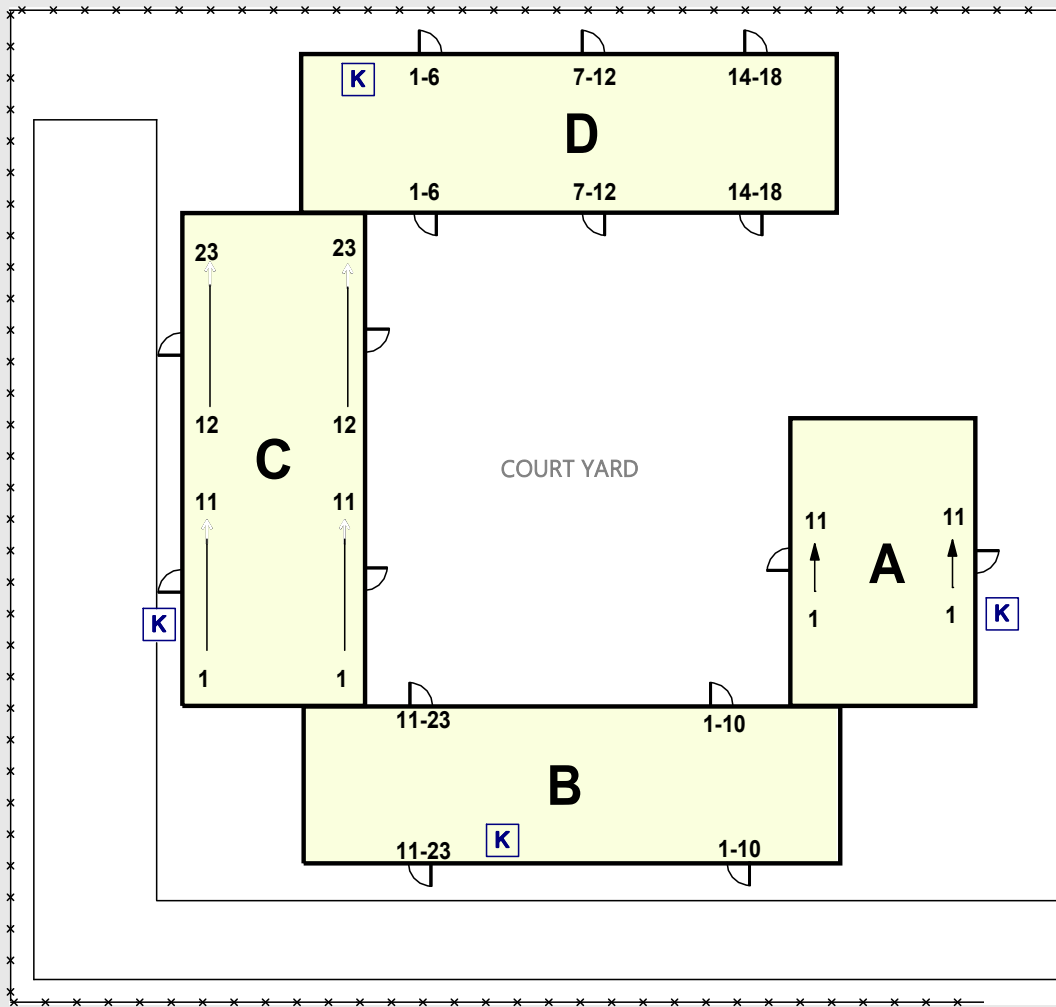 K 1-6 7-12 14-18
D
1-6 7-12 14-18
23 23
12 12
C
COURT YARD
11 11
11 11
A
1 1
K K
1 1
11-23 1-10
B
K
11-23 1-10